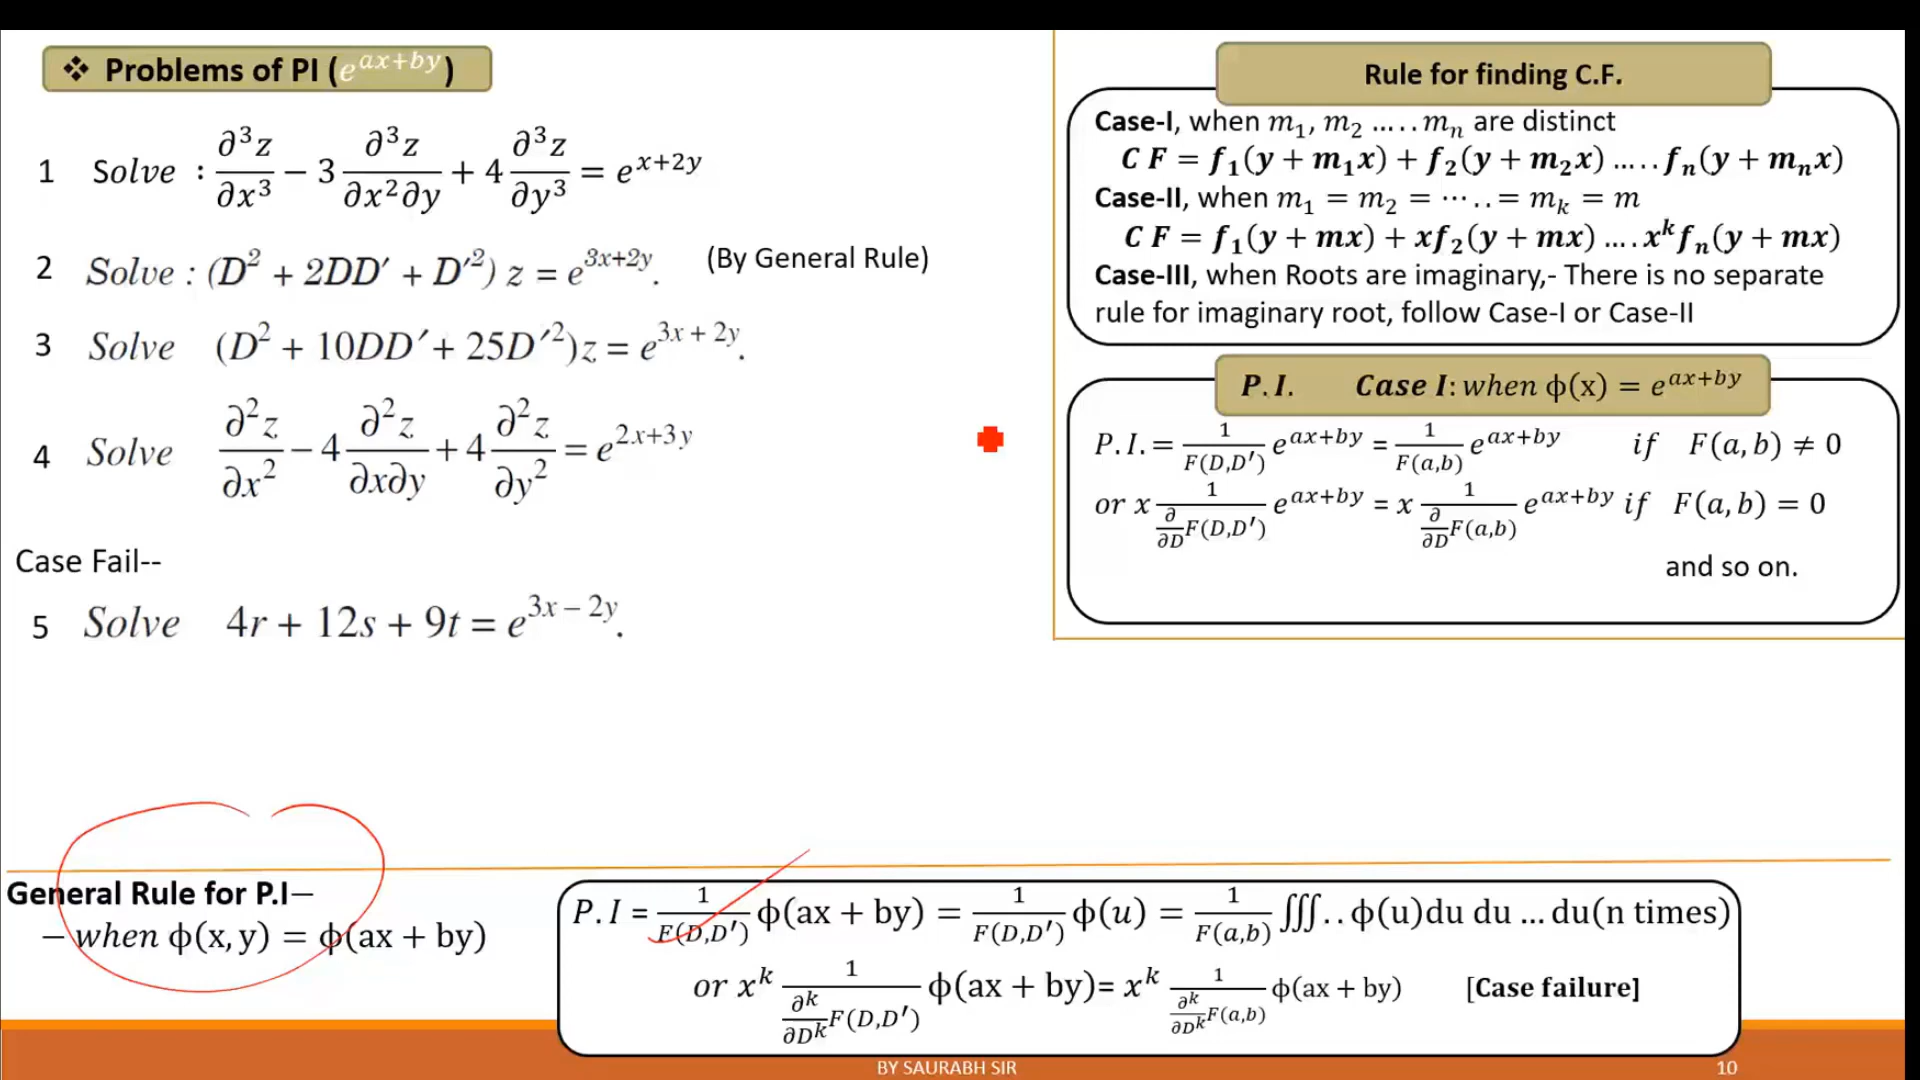 ❖ Problems of PI (e^{ax+by})
1 Solve : ∂³z/∂x³ − 3 ∂³z/∂x²∂y + 4 ∂³z/∂y³ = e^{x+2y}
2 Solve : (D² + 2DD′ + D′²) z = e^{3x+2y}. (By General Rule)
3 Solve (D² + 10DD′ + 25D′²)z = e^{3x + 2y}.
4 Solve ∂²z/∂x² − 4 ∂²z/∂x∂y + 4 ∂²z/∂y² = e^{2x+3y}
Case Fail--
5 Solve 4r + 12s + 9t = e^{3x − 2y}.
Rule for finding C.F.
Case-I, when m₁, m₂ ..... mₙ are distinct
C F = f₁(y + m₁x) + f₂(y + m₂x) ..... fₙ(y + mₙx)
Case-II, when m₁ = m₂ = ⋯ . . = mₖ = m
C F = f₁(y + mx) + xf₂(y + mx) .... xᵏfₙ(y + mx)
Case-III, when Roots are imaginary,- There is no separate
rule for imaginary root, follow Case-I or Case-II
P. I. Case I: when ϕ(x) = e^{ax+by}
P. I. = 1/F(D,D′) e^{ax+by} = 1/F(a,b) e^{ax+by} if F(a, b) ≠ 0
or x 1/(∂/∂D F(D,D′)) e^{ax+by} = x 1/(∂/∂D F(a,b)) e^{ax+by} if F(a, b) = 0
and so on.
General Rule for P.I−
− when ϕ(x, y) = ϕ(ax + by)
P. I = 1/F(D,D′) ϕ(ax + by) = 1/F(D,D′) ϕ(u) = 1/F(a,b) ∭.. ϕ(u)du du ... du(n times)
or xᵏ 1/(∂ᵏ/∂Dᵏ F(D,D′)) ϕ(ax + by)= xᵏ 1/(∂ᵏ/∂Dᵏ F(a,b)) ϕ(ax + by) [Case failure]
BY SAURABH SIR 10